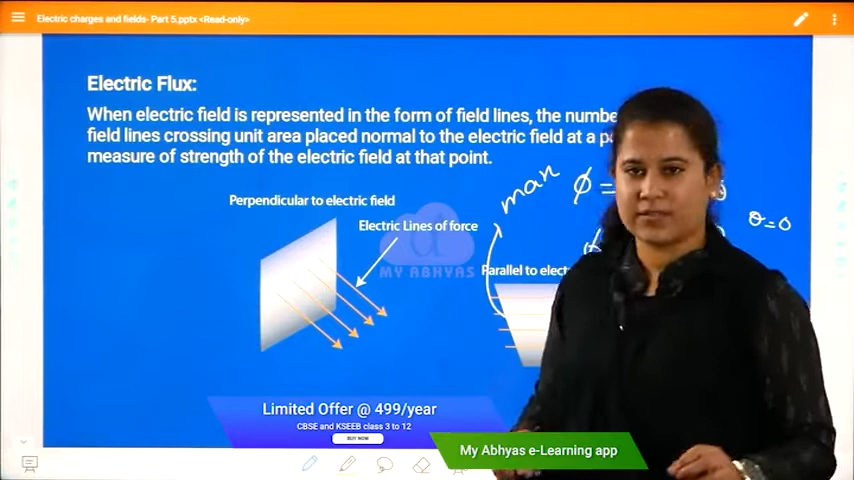 Electric charges and fields- Part 5.pptx <Read-only>
Electric Flux:
When electric field is represented in the form of field lines, the numbe
field lines crossing unit area placed normal to the electric field at a
measure of strength of the electric field at that point.
Perpendicular to electric field
Electric Lines of force
max
ϕ =
θ=0
MY ABHYAS
Parallel to elect
Limited Offer @ 499/year
CBSE and KSEEB class 3 to 12
BUY NOW
My Abhyas e-Learning app